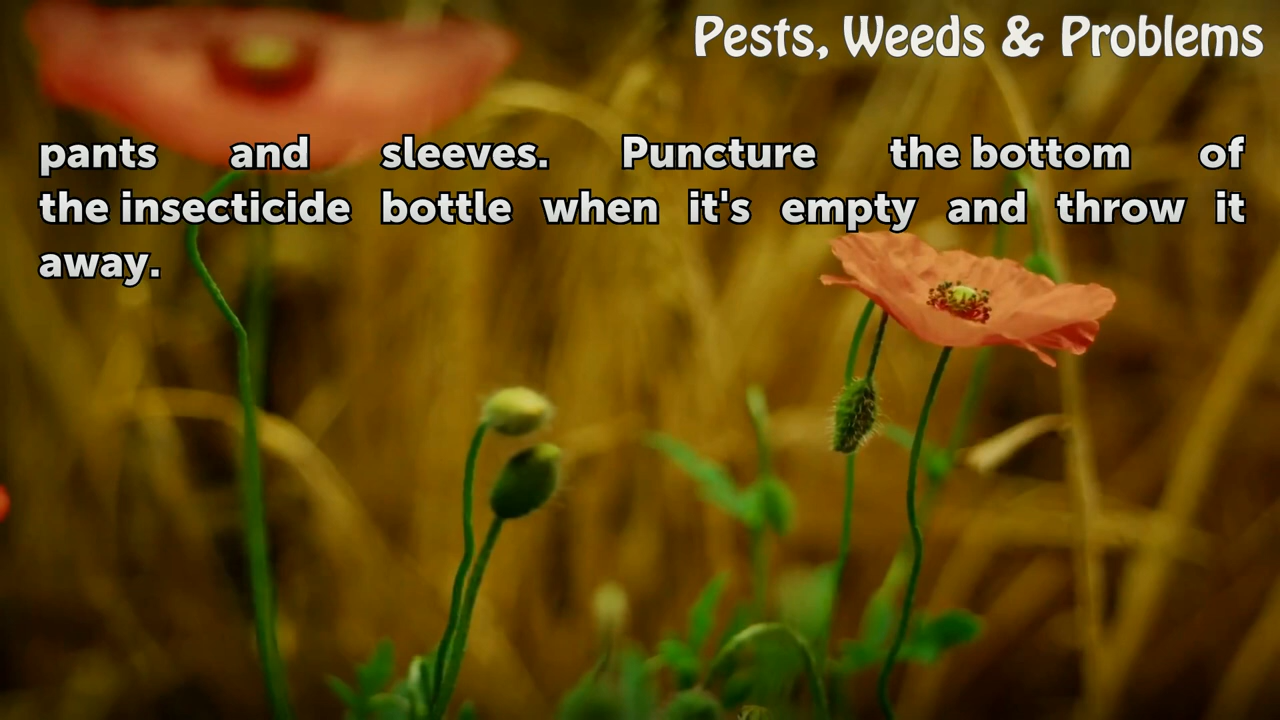 Pests, Weeds & Problems
pants and sleeves. Puncture the bottom of
the insecticide bottle when it's empty and throw it
away.